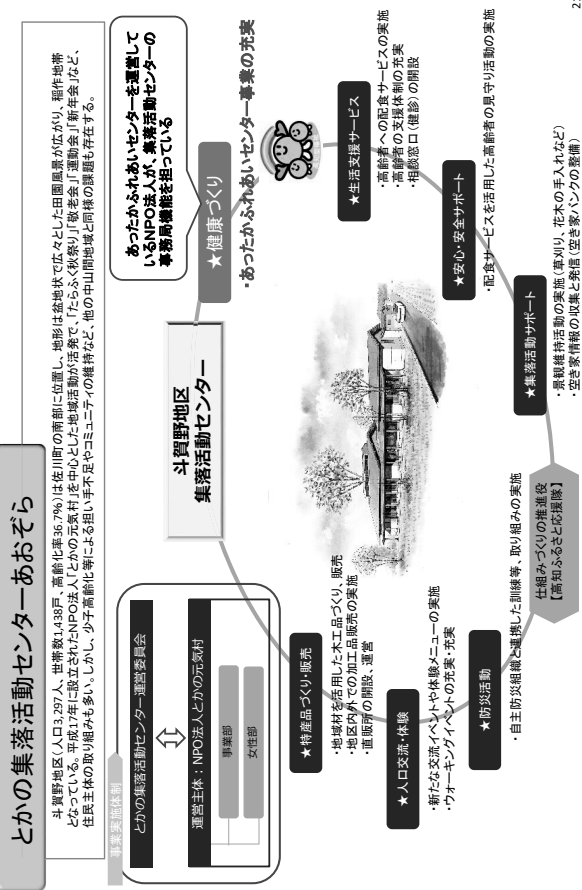 とかの集落活動センターあおぞら
斗賀野地区(人口3,297人、世帯数1,438戸、高齢化率36.7%)は佐川町の南部に位置し、地形は盆地状で広々とした田園風景が広がり、稲作地帯
となっている。平成17年に設立されたNPO法人「とかの元気村」を中心とした地域活動が活発で、「たらふく秋祭り」「敬老会」「運動会」「新年会」など、
住民主体の取り組みも多い。しかし、少子高齢化等による担い手不足やコミュニティの維持など、他の中山間地域と同様の課題も存在する。
事業実施体制
とかの集落活動センター運営委員会
運営主体：NPO法人とかの元気村
事業部
女性部
斗賀野地区
集落活動センター
あったかふれあいセンターを運営して
いるNPO法人が、集落活動センターの
事務局機能を担っている
★健康づくり
・あったかふれあいセンター事業の充実
★生活支援サービス
・高齢者への配食サービスの実施
・高齢者の支援体制の充実
・相談窓口(健診)の開設
★安心・安全サポート
・配食サービスを活用した高齢者の見守り活動の実施
★集落活動サポート
・景観維持活動の実施(草刈り、花木の手入れなど)
・空き家情報の収集と発信(空き家バンクの整備)
★特産品づくり・販売
・地域材を活用した木工品づくり、販売
・地区内外での加工品販売の実施
・直販所の開設、運営
★人口交流・体験
・新たな交流イベントや体験メニューの実施
・ウォーキングイベントの充実・充実
★防災活動
・自主防災組織と連携した訓練等、取り組みの実施
仕組みづくりの推進役
【高知ふるさと応援隊】